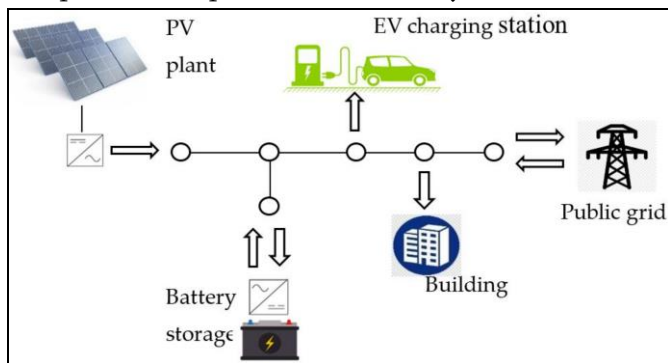 PV
plant
EV charging station
Public grid
Building
Battery
storage